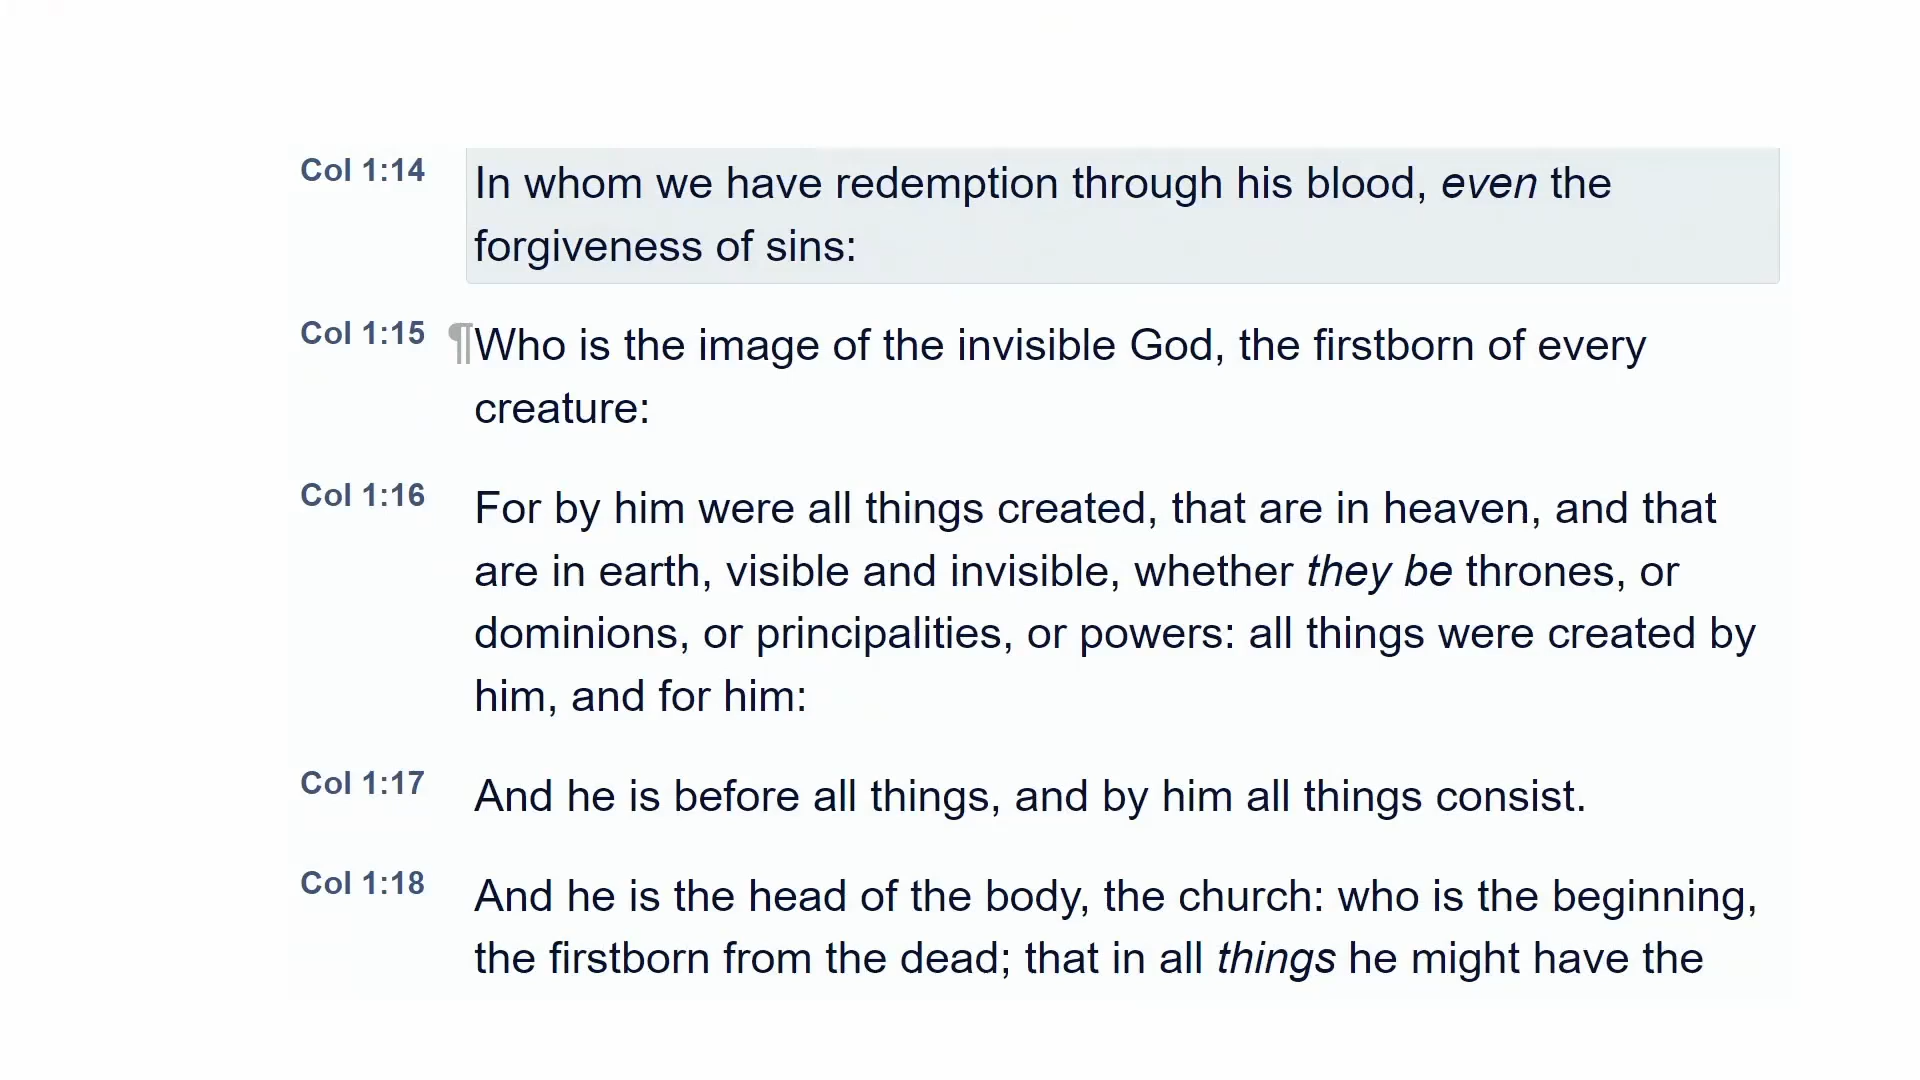 Col 1:14 In whom we have redemption through his blood, even the
forgiveness of sins:
Col 1:15 ¶Who is the image of the invisible God, the firstborn of every
creature:
Col 1:16 For by him were all things created, that are in heaven, and that
are in earth, visible and invisible, whether they be thrones, or
dominions, or principalities, or powers: all things were created by
him, and for him:
Col 1:17 And he is before all things, and by him all things consist.
Col 1:18 And he is the head of the body, the church: who is the beginning,
the firstborn from the dead; that in all things he might have the